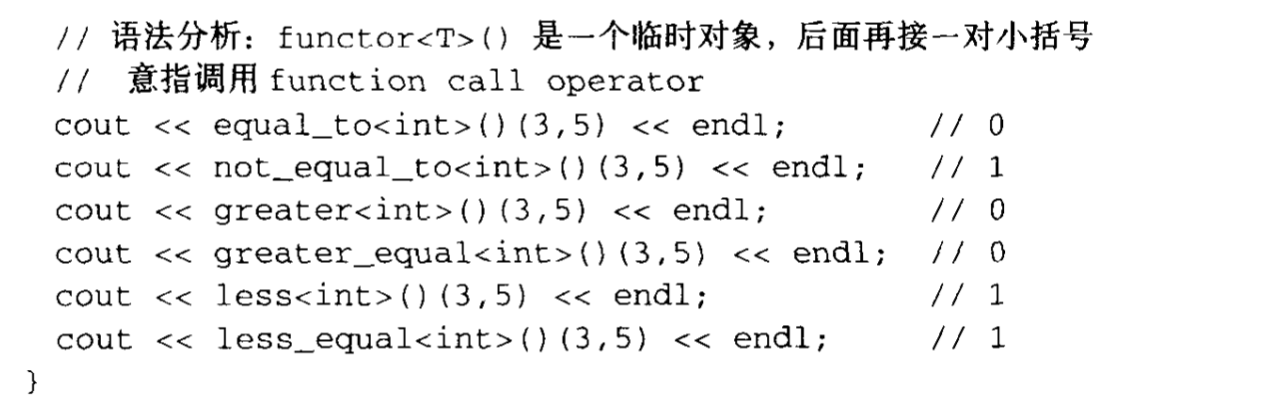 // 语法分析：functor<T>() 是一个临时对象，后面再接一对小括号
//  意指调用 function call operator
cout << equal_to<int>()(3,5) << endl;        // 0
cout << not_equal_to<int>()(3,5) << endl;    // 1
cout << greater<int>()(3,5) << endl;         // 0
cout << greater_equal<int>()(3,5) << endl;   // 0
cout << less<int>()(3,5) << endl;            // 1
cout << less_equal<int>()(3,5) << endl;      // 1
}